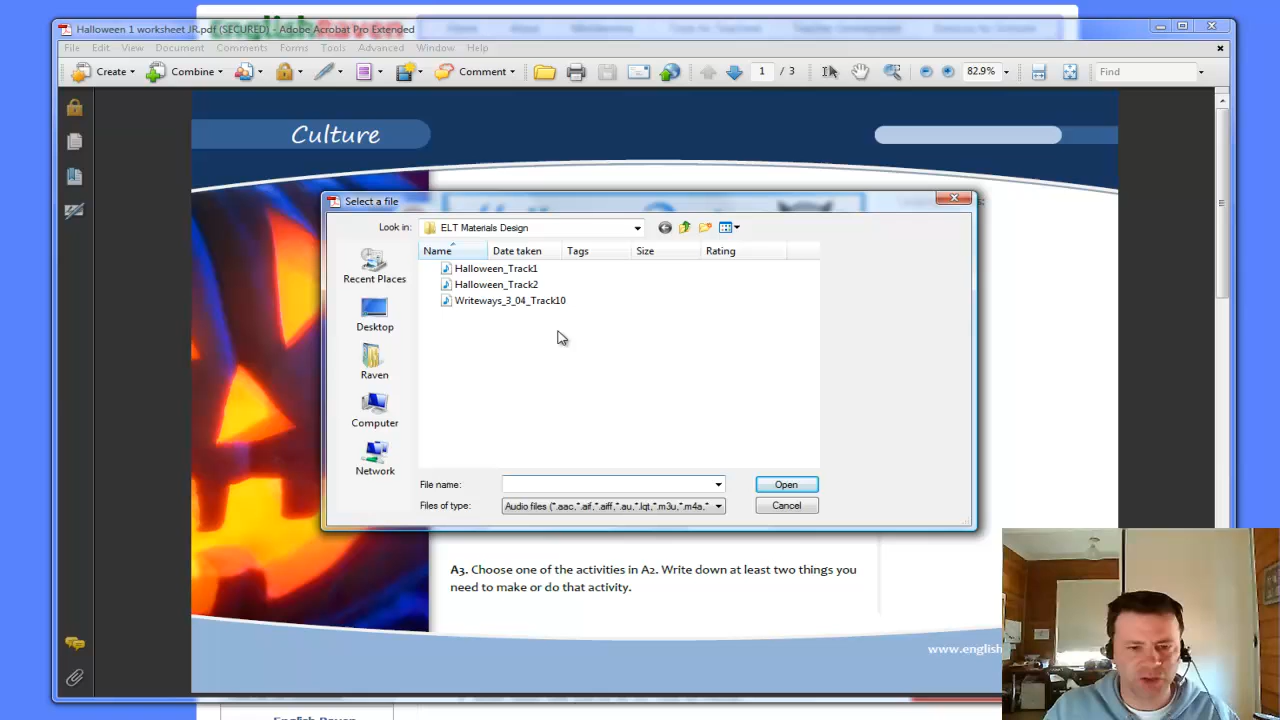 Halloween 1 worksheet JR.pdf (SECURED) - Adobe Acrobat Pro Extended
File Edit View Document Comments Forms Tools Advanced Window Help
Create Combine Comment 1 / 3 82.9% Find
Culture
Select a file
Look in: ELT Materials Design
Name Date taken Tags Size Rating
Halloween_Track1
Halloween_Track2
Writeways_3_04_Track10
Recent Places
Desktop
Raven
Computer
Network
File name: Open
Files of type: Audio files (*.aac,*.aif,*.aiff,*.au,*.lqt,*.m3u,*.m4a,* Cancel
A3. Choose one of the activities in A2. Write down at least two things you
need to make or do that activity.
www.english
English Raven